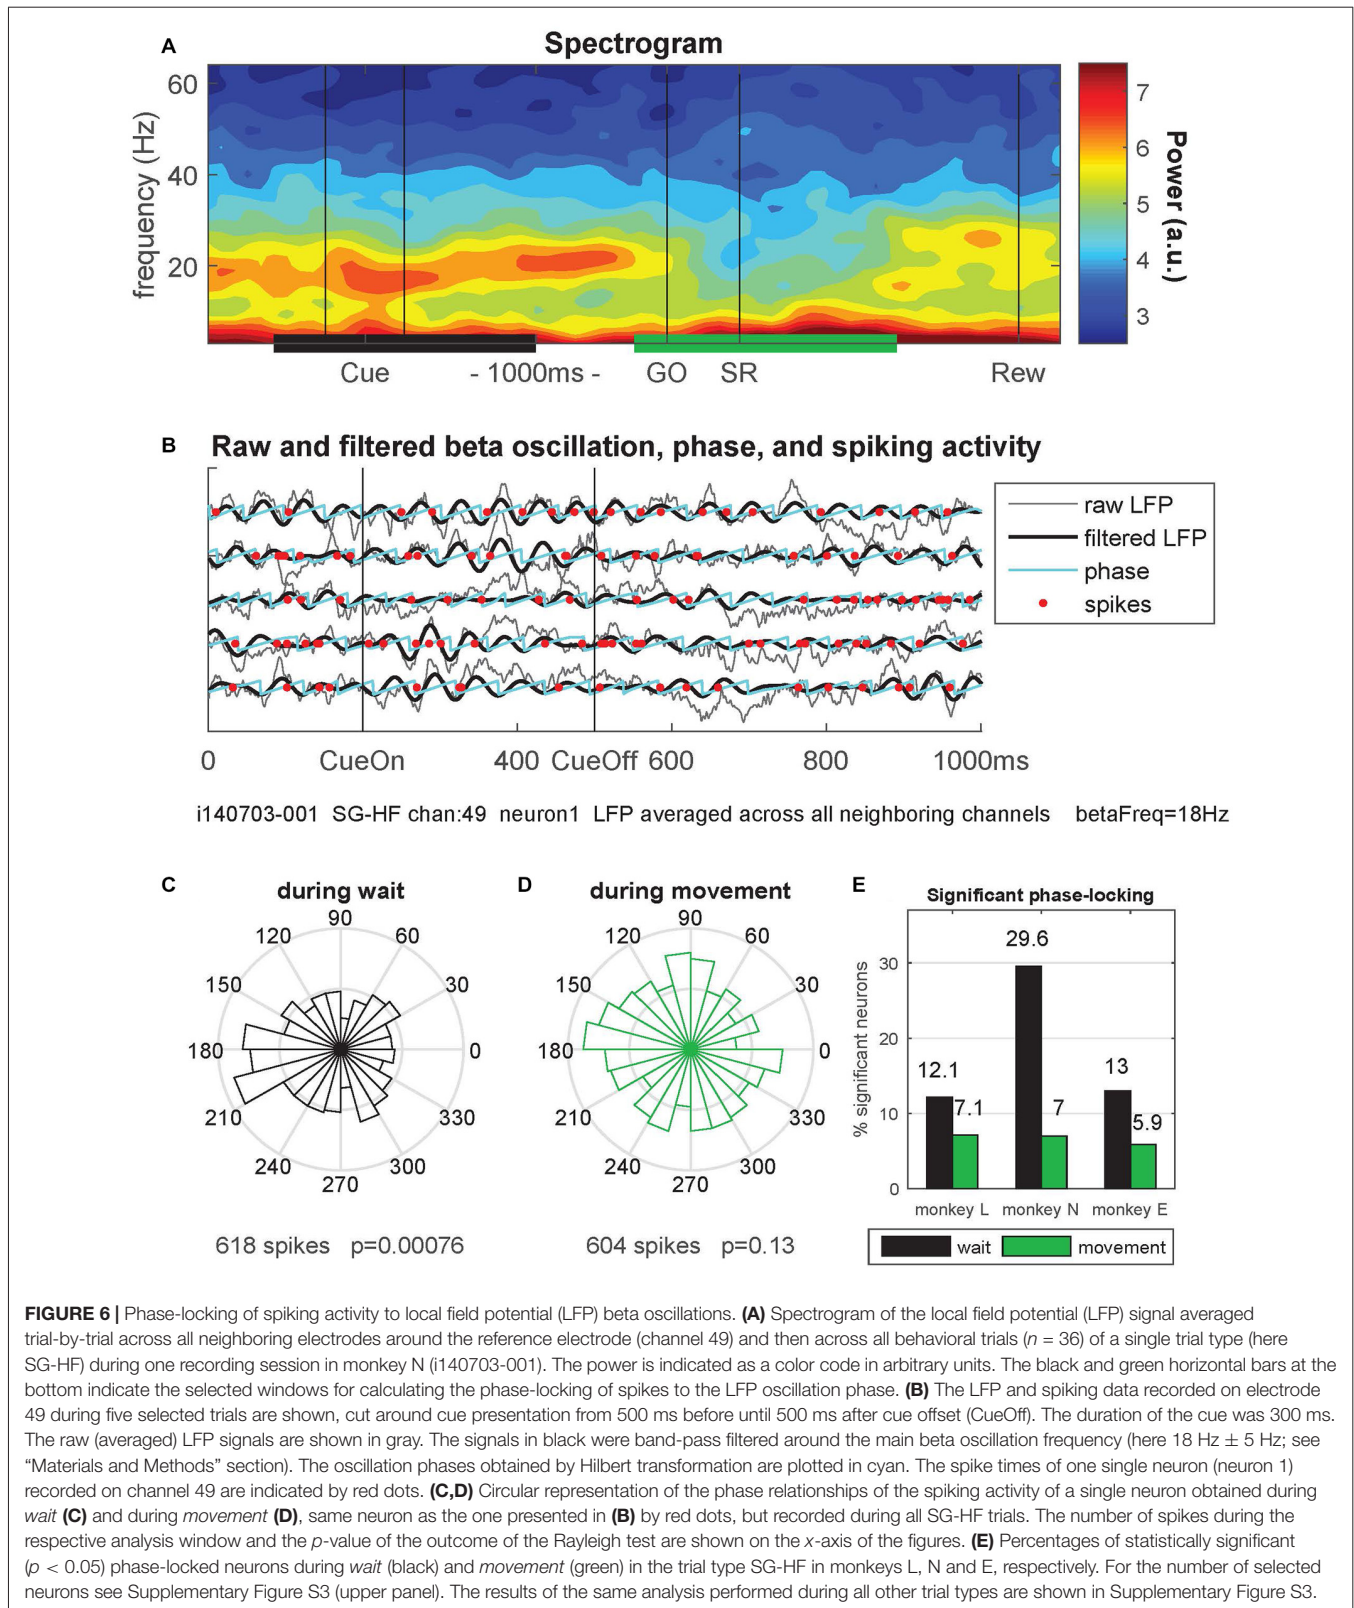 A
Spectrogram
60
40
20
frequency (Hz)
7
6
5
4
3
Power (a.u.)
Cue - 1000ms - GO SR Rew
B
Raw and filtered beta oscillation, phase, and spiking activity
raw LFP
filtered LFP
phase
spikes
0 CueOn 400 CueOff 600 800 1000ms
i140703-001 SG-HF chan:49 neuron1 LFP averaged across all neighboring channels betaFreq=18Hz
C
during wait
90
120 60
150 30
180 0
210 330
240 300
270
618 spikes p=0.00076
D
during movement
90
120 60
150 30
180 0
210 330
240 300
270
604 spikes p=0.13
E
Significant phase-locking
% significant neurons
30
20
10
0
12.1
7.1
29.6
7
13
5.9
monkey L monkey N monkey E
wait movement
FIGURE 6 | Phase-locking of spiking activity to local field potential (LFP) beta oscillations. (A) Spectrogram of the local field potential (LFP) signal averaged
trial-by-trial across all neighboring electrodes around the reference electrode (channel 49) and then across all behavioral trials (n = 36) of a single trial type (here
SG-HF) during one recording session in monkey N (i140703-001). The power is indicated as a color code in arbitrary units. The black and green horizontal bars at the
bottom indicate the selected windows for calculating the phase-locking of spikes to the LFP oscillation phase. (B) The LFP and spiking data recorded on electrode
49 during five selected trials are shown, cut around cue presentation from 500 ms before until 500 ms after cue offset (CueOff). The duration of the cue was 300 ms.
The raw (averaged) LFP signals are shown in gray. The signals in black were band-pass filtered around the main beta oscillation frequency (here 18 Hz ± 5 Hz; see
“Materials and Methods” section). The oscillation phases obtained by Hilbert transformation are plotted in cyan. The spike times of one single neuron (neuron 1)
recorded on channel 49 are indicated by red dots. (C,D) Circular representation of the phase relationships of the spiking activity of a single neuron obtained during
wait (C) and during movement (D), same neuron as the one presented in (B) by red dots, but recorded during all SG-HF trials. The number of spikes during the
respective analysis window and the p-value of the outcome of the Rayleigh test are shown on the x-axis of the figures. (E) Percentages of statistically significant
(p < 0.05) phase-locked neurons during wait (black) and movement (green) in the trial type SG-HF in monkeys L, N and E, respectively. For the number of selected
neurons see Supplementary Figure S3 (upper panel). The results of the same analysis performed during all other trial types are shown in Supplementary Figure S3.